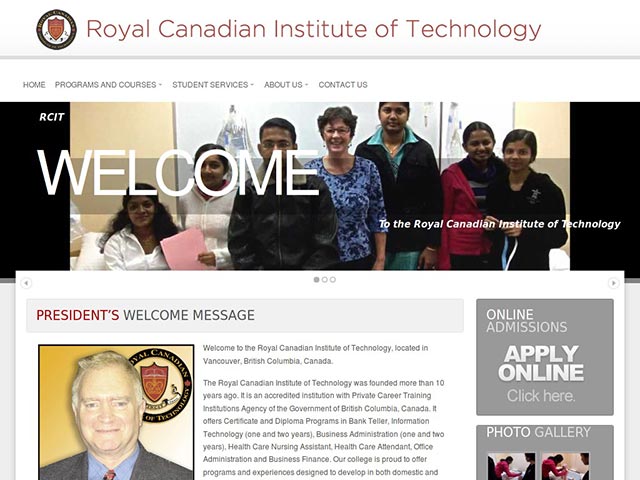 Royal Canadian Institute of Technology
HOME PROGRAMS AND COURSES STUDENT SERVICES ABOUT US CONTACT US
RCIT
WELCOME
To the Royal Canadian Institute of Technology
PRESIDENT'S WELCOME MESSAGE
ROYAL CANADIAN
OF TECHNOLOGY
Welcome to the Royal Canadian Institute of Technology, located in
Vancouver, British Columbia, Canada.
The Royal Canadian Institute of Technology was founded more than 10
years ago. It is an accredited institution with Private Career Training
Institutions Agency of the Government of British Columbia, Canada. It
offers Certificate and Diploma Programs in Bank Teller, Information
Technology (one and two years), Business Administration (one and two
years), Health Care Nursing Assistant, Health Care Attendant, Office
Administration and Business Finance. Our college is proud to offer
programs and experiences designed to develop in both domestic and
ONLINE
ADMISSIONS
APPLY
ONLINE
Click here.
PHOTO GALLERY